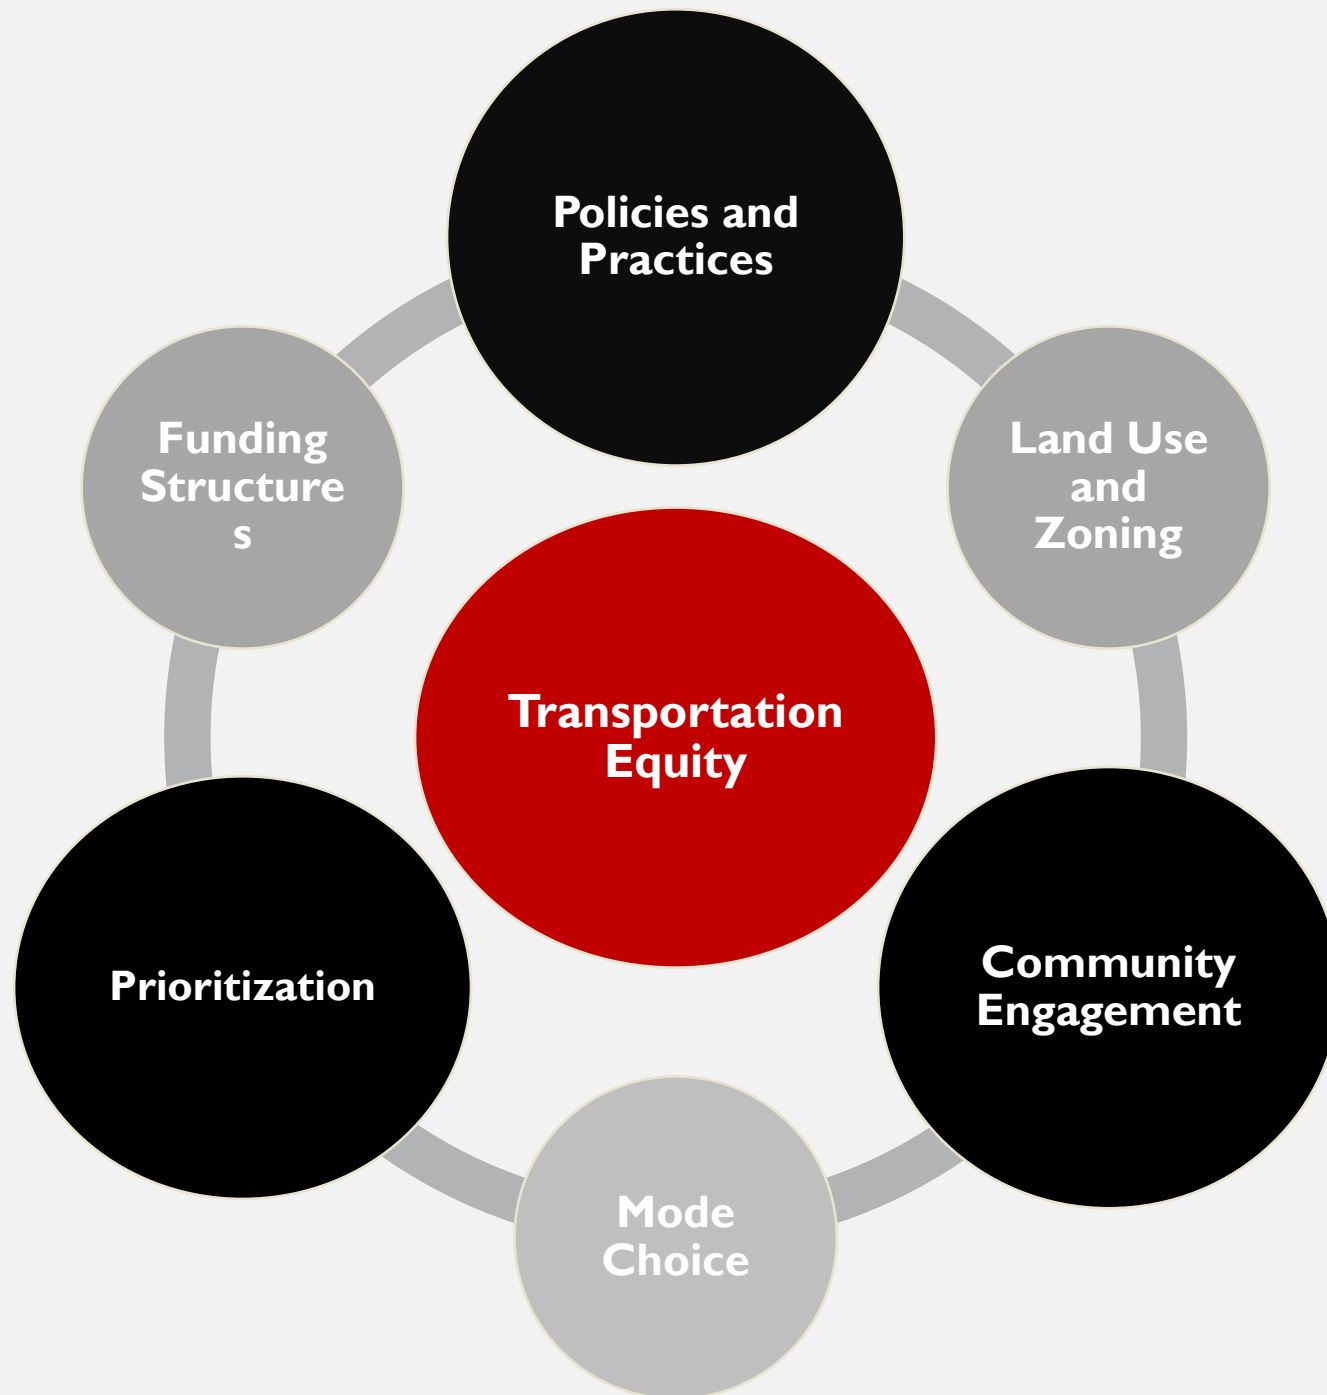 Policies and
Practices
Funding
Structure
s
Land Use
and
Zoning
Transportation
Equity
Prioritization
Community
Engagement
Mode
Choice